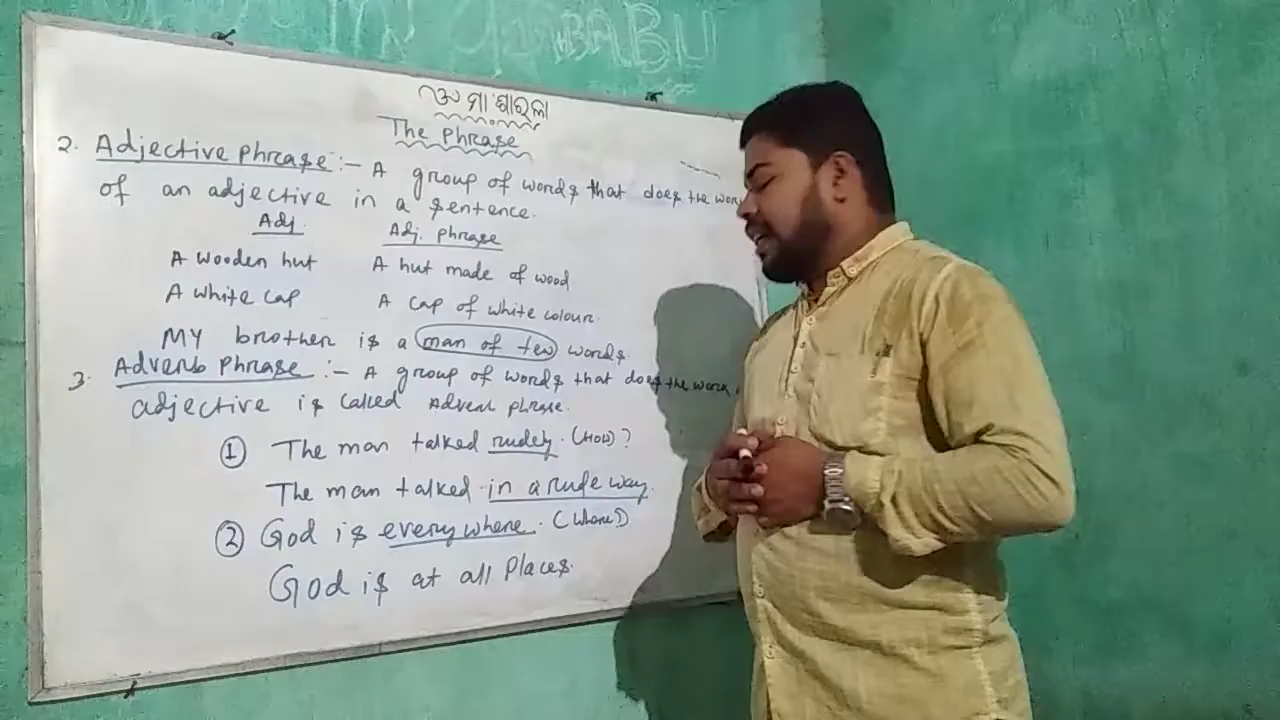 BABU
ମା ଶାରଳା
The Phrase
2. Adjective phrase :- A group of words that does the wor
of an adjective in a sentence.
Adj. Adj. phrase
A wooden hut A hut made of wood
A white cap A cap of white colour.
MY brother is a man of few words.
3. Adverb Phrase :- A group of words that does the work
adjective is called Adverb phrase.
① The man talked rudely. (How)?
The man talked in a rude way.
② God is everywhere. (Where?)
God is at all Places.